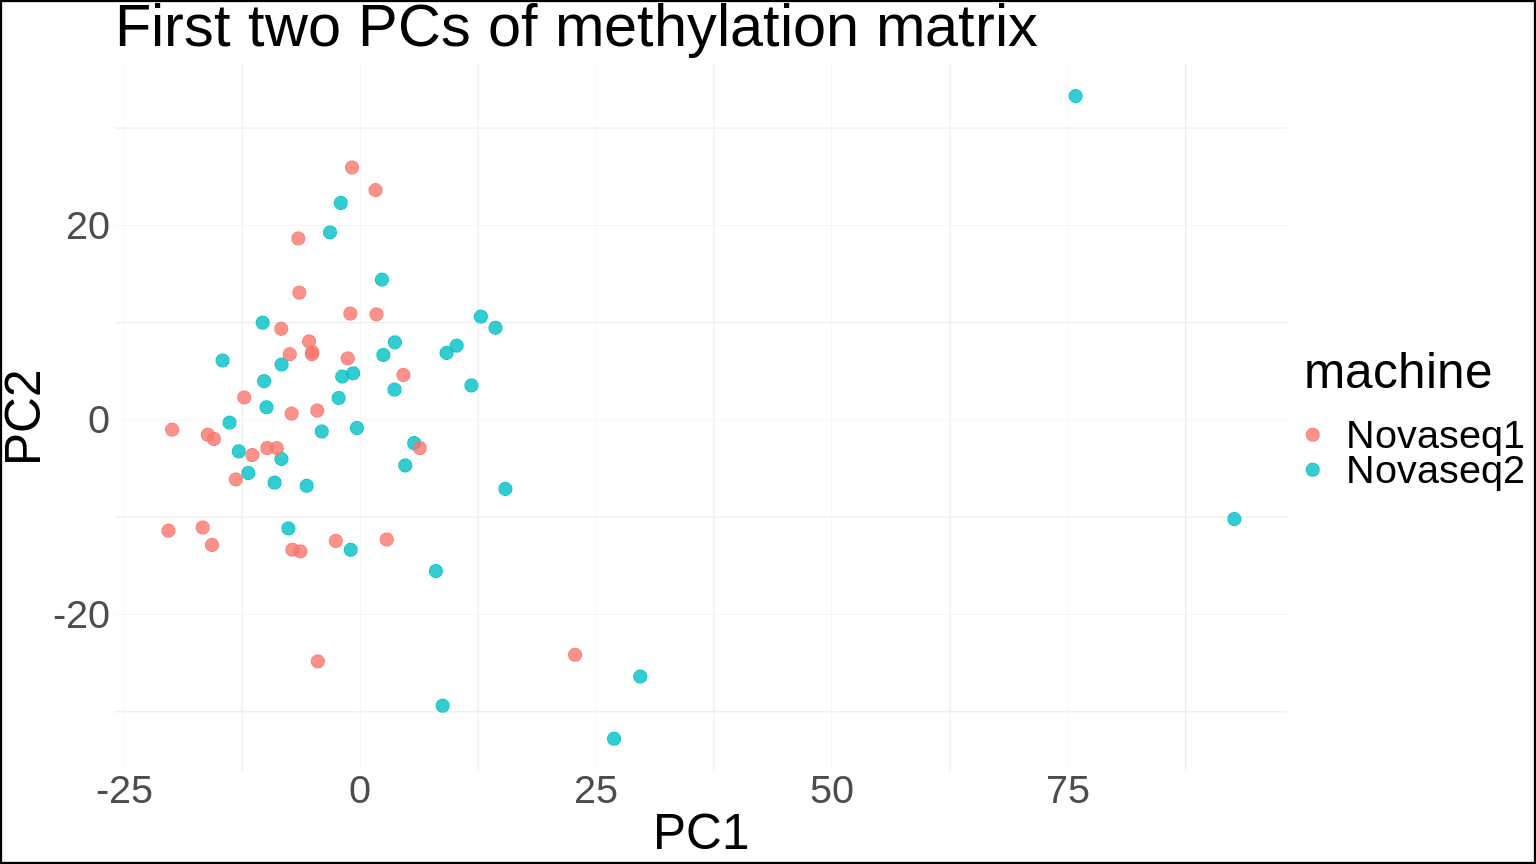 First two PCs of methylation matrix
20
0
-20
PC2
-25 0 25 50 75
PC1
machine
Novaseq1
Novaseq2